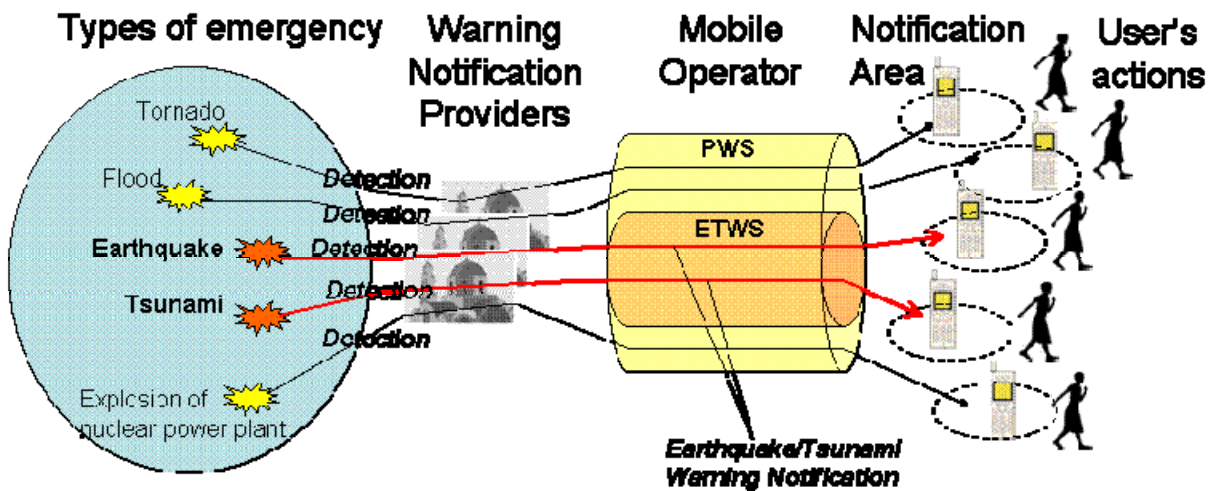 Types of emergency
Warning
Notification
Providers
Mobile
Operator
Notification
Area
User's
actions
Tornado
Flood
Earthquake
Tsunami
Explosion of
nuclear power plant
Detection
Detection
Detection
Detection
Detection
PWS
ETWS
Earthquake/Tsunami
Warning Notification